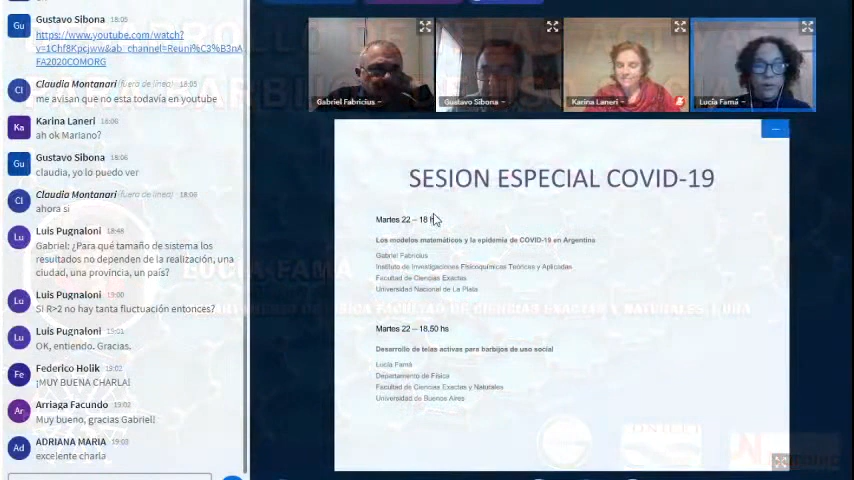 Gustavo Sibona 18:05
https://www.youtube.com/watch?
v=1Chf8Kpcjww&ab_channel=Reuni%C3%B3nA
FA2020COMORG
Claudia Montanari (fuera de línea) 18:05
me avisan que no esta todavía en youtube
Karina Laneri 18:06
ah ok Mariano?
Gustavo Sibona 18:06
claudia, yo lo puedo ver
Claudia Montanari (fuera de línea) 18:06
ahora si
Luis Pugnaloni 18:48
Gabriel: ¿Para qué tamaño de sistema los
resultados no dependen de la realización, una
ciudad, una provincia, un país?
Luis Pugnaloni 19:00
Si R>2 no hay tanta fluctuación entonces?
Luis Pugnaloni 19:01
OK, entiendo. Gracias.
Federico Holik 19:02
¡MUY BUENA CHARLA!
Arriaga Facundo 19:02
Muy bueno, gracias Gabriel!
ADRIANA MARIA 19:03
excelente charla
Gabriel Fabricius
Gustavo Sibona
Karina Laneri
Lucía Famá
SESION ESPECIAL COVID-19
Martes 22 – 18 h
Los modelos matemáticos y la epidemia de COVID-19 en Argentina
Gabriel Fabricius
Instituto de Investigaciones Fisicoquímicas Teóricas y Aplicadas
Facultad de Ciencias Exactas
Universidad Nacional de La Plata
Martes 22 – 18,50 hs
Desarrollo de telas activas para barbijos de uso social
Lucía Famá
Departamento de Física
Facultad de Ciencias Exactas y Naturales
Universidad de Buenos Aires